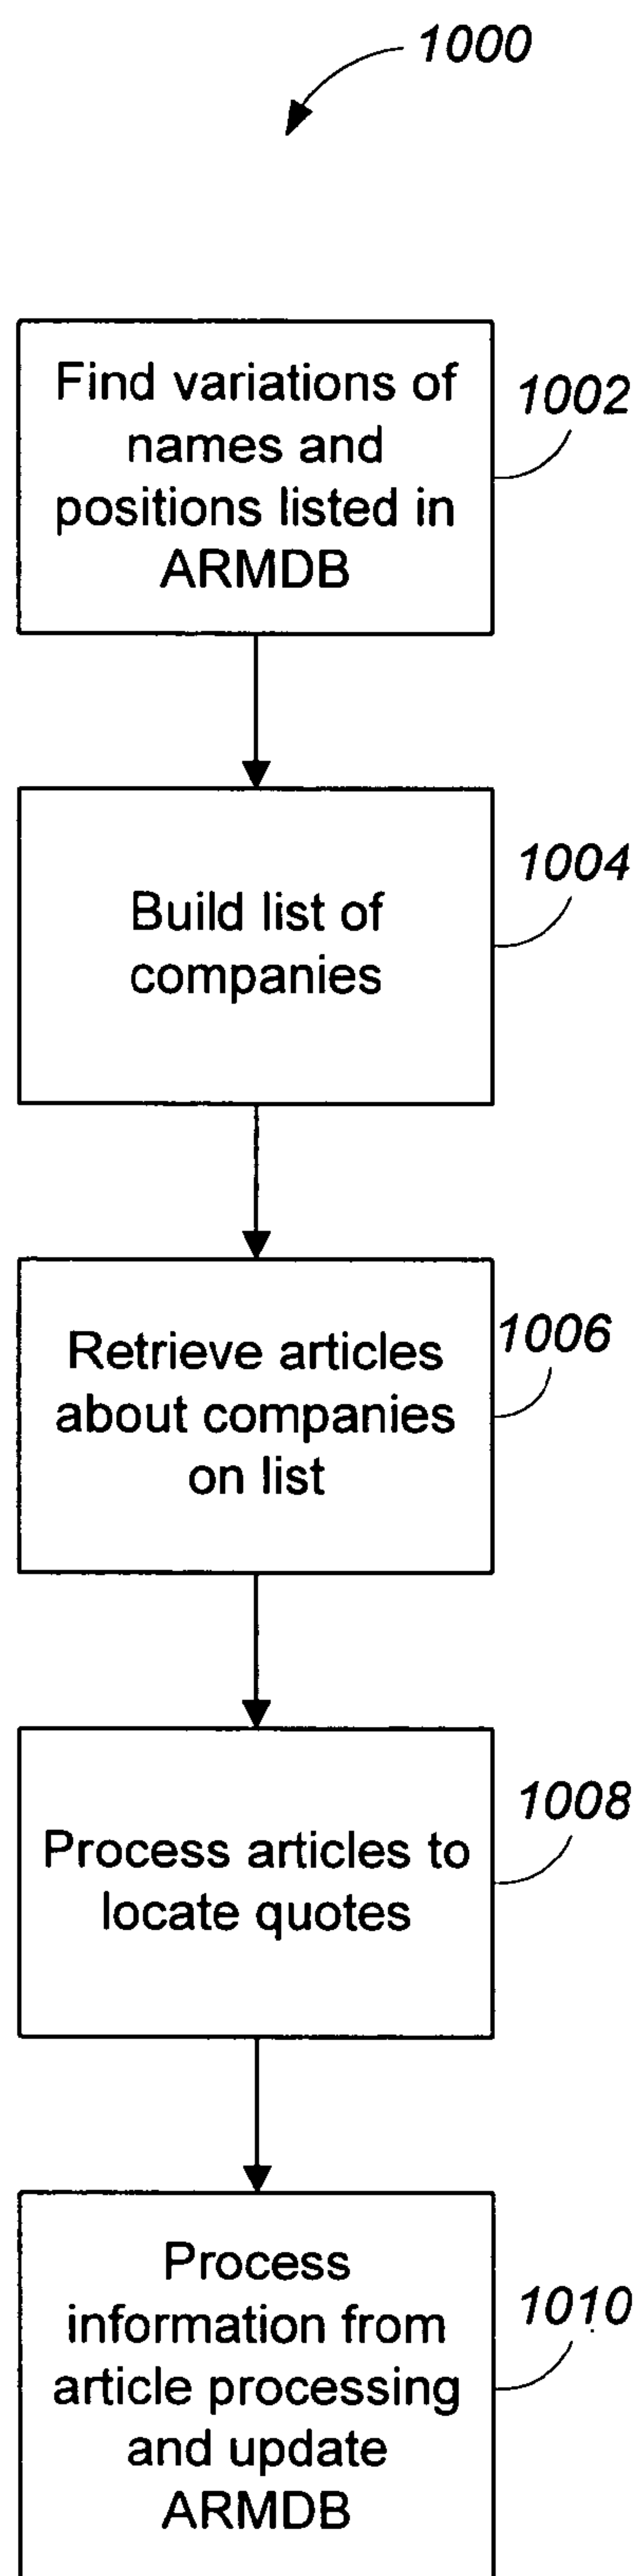 1000
Find variations of
names and
positions listed in
ARMDB
1002
Build list of
companies
1004
Retrieve articles
about companies
on list
1006
Process articles to
locate quotes
1008
Process
information from
article processing
and update
ARMDB
1010